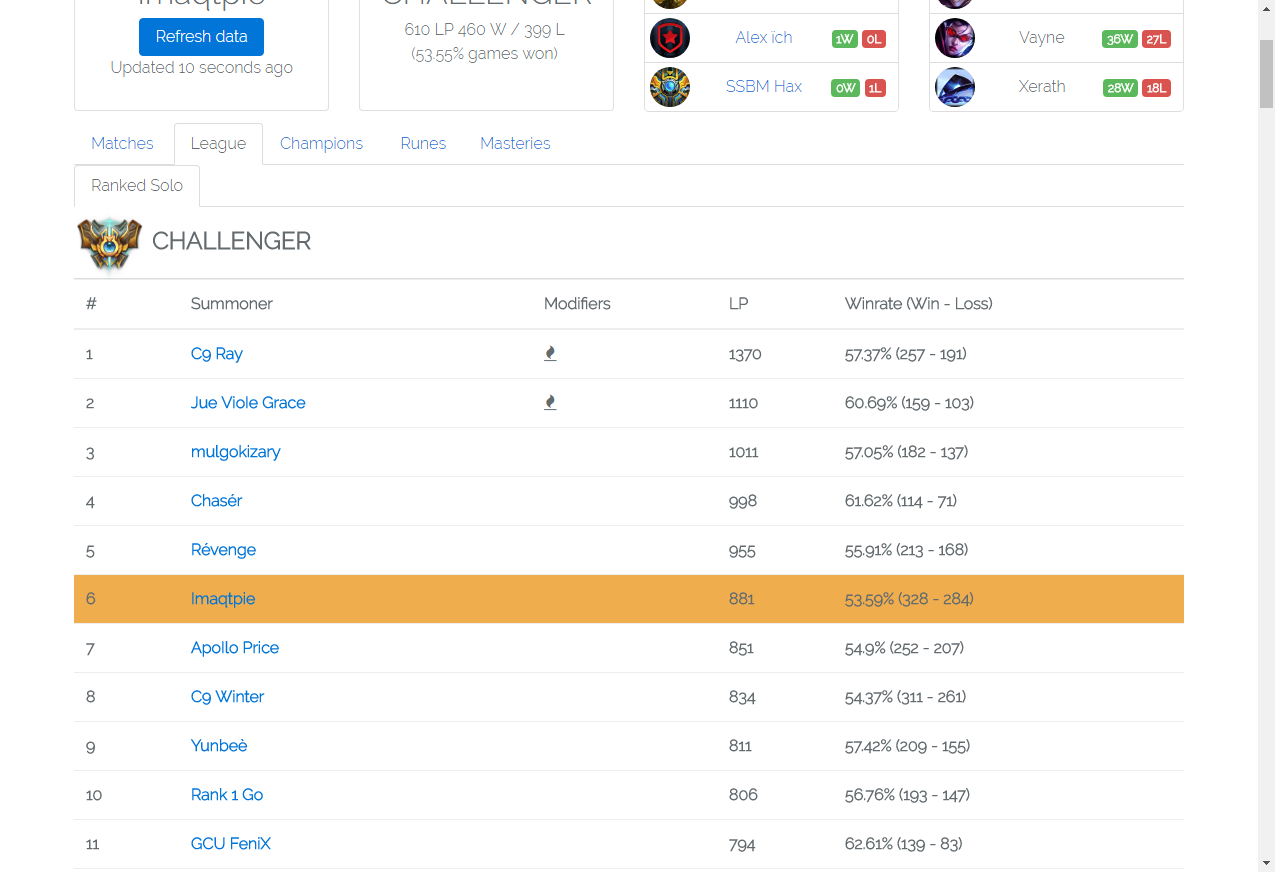 Imaqtpie
Refresh data
Updated 10 seconds ago
CHALLENGER
610 LP 460 W / 399 L
(53.55% games won)
Alex ich 1W 0L
SSBM Hax 0W 1L
Vayne 36W 27L
Xerath 28W 18L
Matches League Champions Runes Masteries
Ranked Solo
CHALLENGER
# Summoner Modifiers LP Winrate (Win - Loss)
1 C9 Ray 1370 57.37% (257 - 191)
2 Jue Viole Grace 1110 60.69% (159 - 103)
3 mulgokizary 1011 57.05% (182 - 137)
4 Chasér 998 61.62% (114 - 71)
5 Révenge 955 55.91% (213 - 168)
6 Imaqtpie 881 53.59% (328 - 284)
7 Apollo Price 851 54.9% (252 - 207)
8 C9 Winter 834 54.37% (311 - 261)
9 Yunbeè 811 57.42% (209 - 155)
10 Rank 1 Go 806 56.76% (193 - 147)
11 GCU FeniX 794 62.61% (139 - 83)